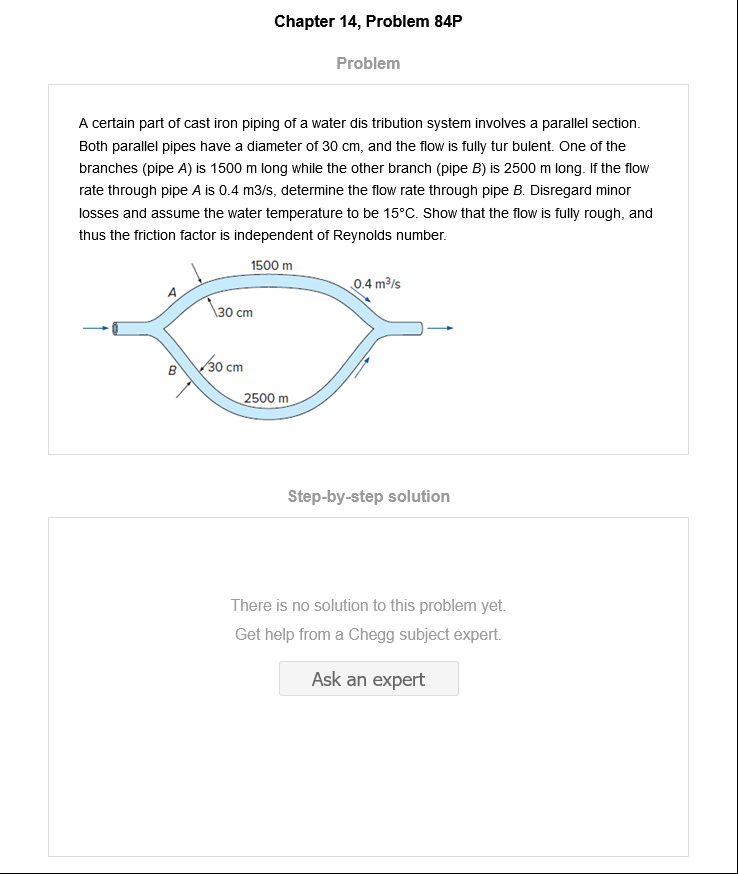 Chapter 14, Problem 84P
Problem
A certain part of cast iron piping of a water dis tribution system involves a parallel section.
Both parallel pipes have a diameter of 30 cm, and the flow is fully tur bulent. One of the
branches (pipe A) is 1500 m long while the other branch (pipe B) is 2500 m long. If the flow
rate through pipe A is 0.4 m3/s, determine the flow rate through pipe B. Disregard minor
losses and assume the water temperature to be 15°C. Show that the flow is fully rough, and
thus the friction factor is independent of Reynolds number.
1500 m
A
0.4 m³/s
30 cm
B
30 cm
2500 m
Step-by-step solution
There is no solution to this problem yet.
Get help from a Chegg subject expert.
Ask an expert